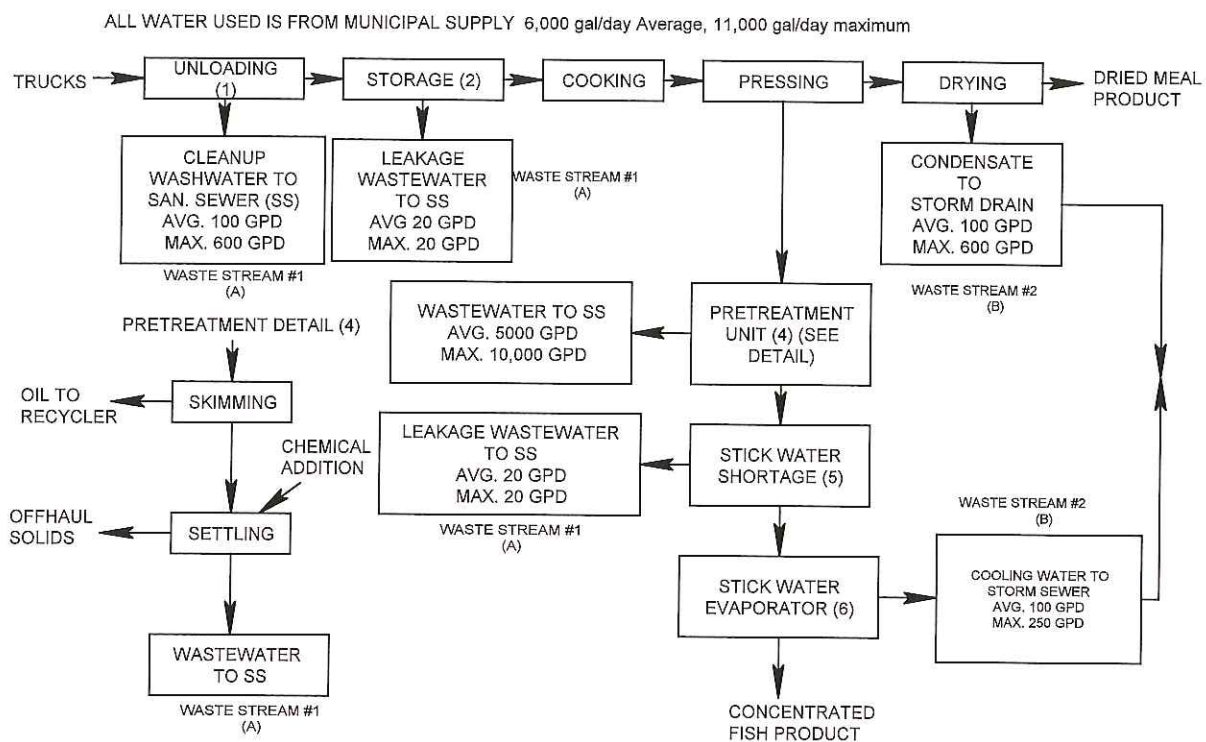 ALL WATER USED IS FROM MUNICIPAL SUPPLY 6,000 gal/day Average, 11,000 gal/day maximum
TRUCKS
UNLOADING
(1)
STORAGE (2)
COOKING
PRESSING
DRYING
DRIED MEAL
PRODUCT
CLEANUP
WASHWATER TO
SAN. SEWER (SS)
AVG. 100 GPD
MAX. 600 GPD
WASTE STREAM #1
(A)
LEAKAGE
WASTEWATER
TO SS
AVG 20 GPD
MAX. 20 GPD
WASTE STREAM #1
(A)
CONDENSATE
TO
STORM DRAIN
AVG. 100 GPD
MAX. 600 GPD
WASTE STREAM #2
(B)
PRETREATMENT DETAIL (4)
WASTEWATER TO SS
AVG. 5000 GPD
MAX. 10,000 GPD
PRETREATMENT
UNIT (4) (SEE
DETAIL)
OIL TO
RECYCLER
SKIMMING
CHEMICAL
ADDITION
LEAKAGE WASTEWATER
TO SS
AVG. 20 GPD
MAX. 20 GPD
WASTE STREAM #1
(A)
STICK WATER
SHORTAGE (5)
OFFHAUL
SOLIDS
SETTLING
WASTE STREAM #2
(B)
STICK WATER
EVAPORATOR (6)
COOLING WATER TO
STORM SEWER
AVG. 100 GPD
MAX. 250 GPD
WASTEWATER
TO SS
WASTE STREAM #1
(A)
CONCENTRATED
FISH PRODUCT